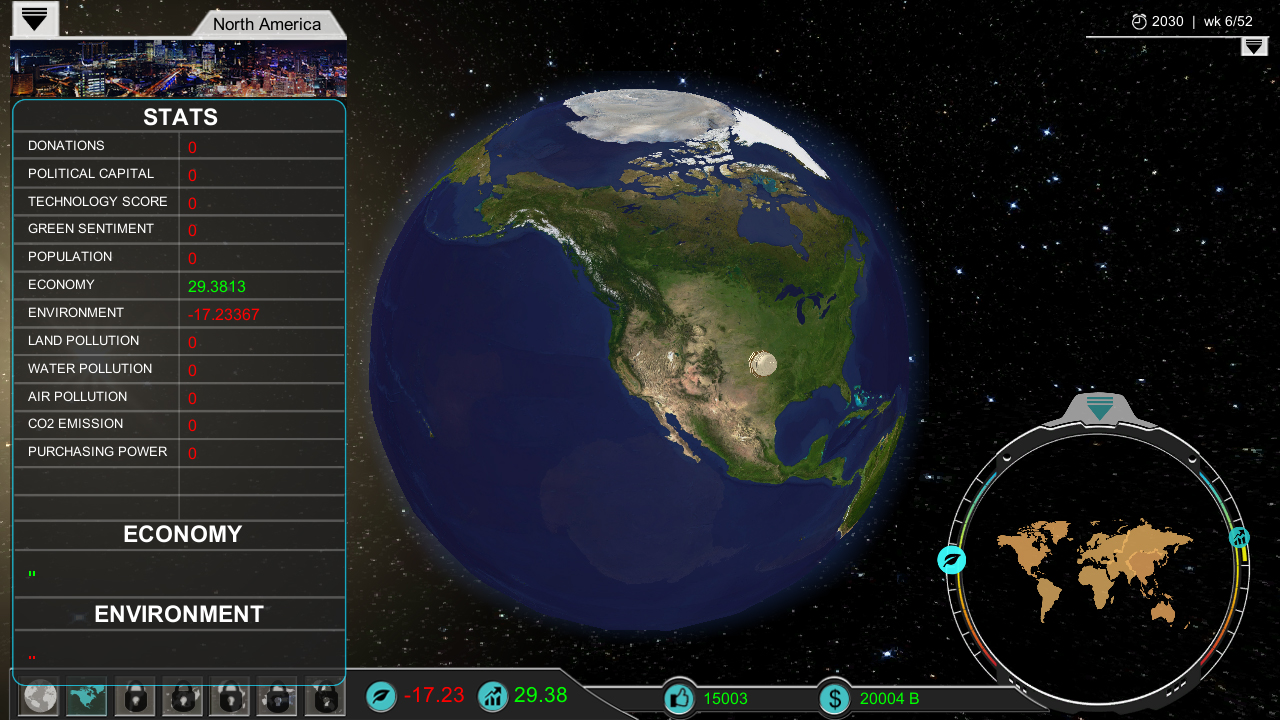 North America
2030 | wk 6/52
STATS
DONATIONS 0
POLITICAL CAPITAL 0
TECHNOLOGY SCORE 0
GREEN SENTIMENT 0
POPULATION 0
ECONOMY 29.3813
ENVIRONMENT -17.23367
LAND POLLUTION 0
WATER POLLUTION 0
AIR POLLUTION 0
CO2 EMISSION 0
PURCHASING POWER 0
ECONOMY
"
ENVIRONMENT
..
-17.23 29.38 15003 $ 20004 B